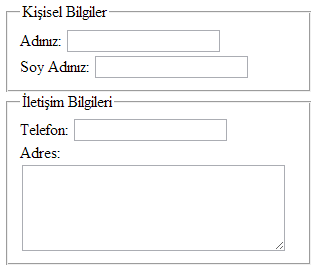 Kişisel Bilgiler
Adınız:
Soy Adınız:
İletişim Bilgileri
Telefon:
Adres: